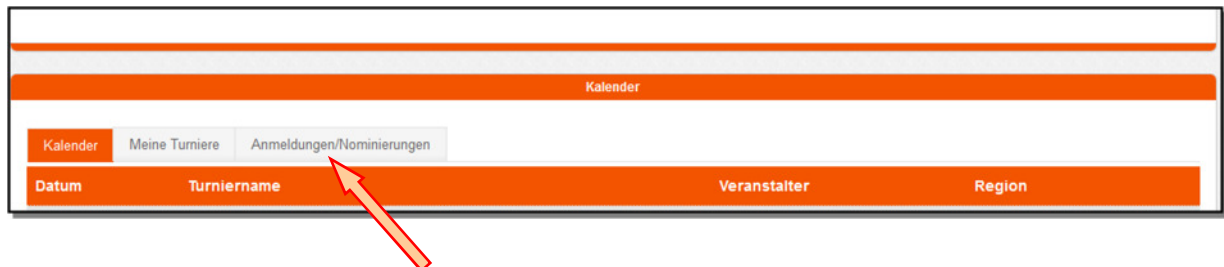 Kalender
Kalender Meine Turniere Anmeldungen/Nominierungen
Datum Turniername Veranstalter Region